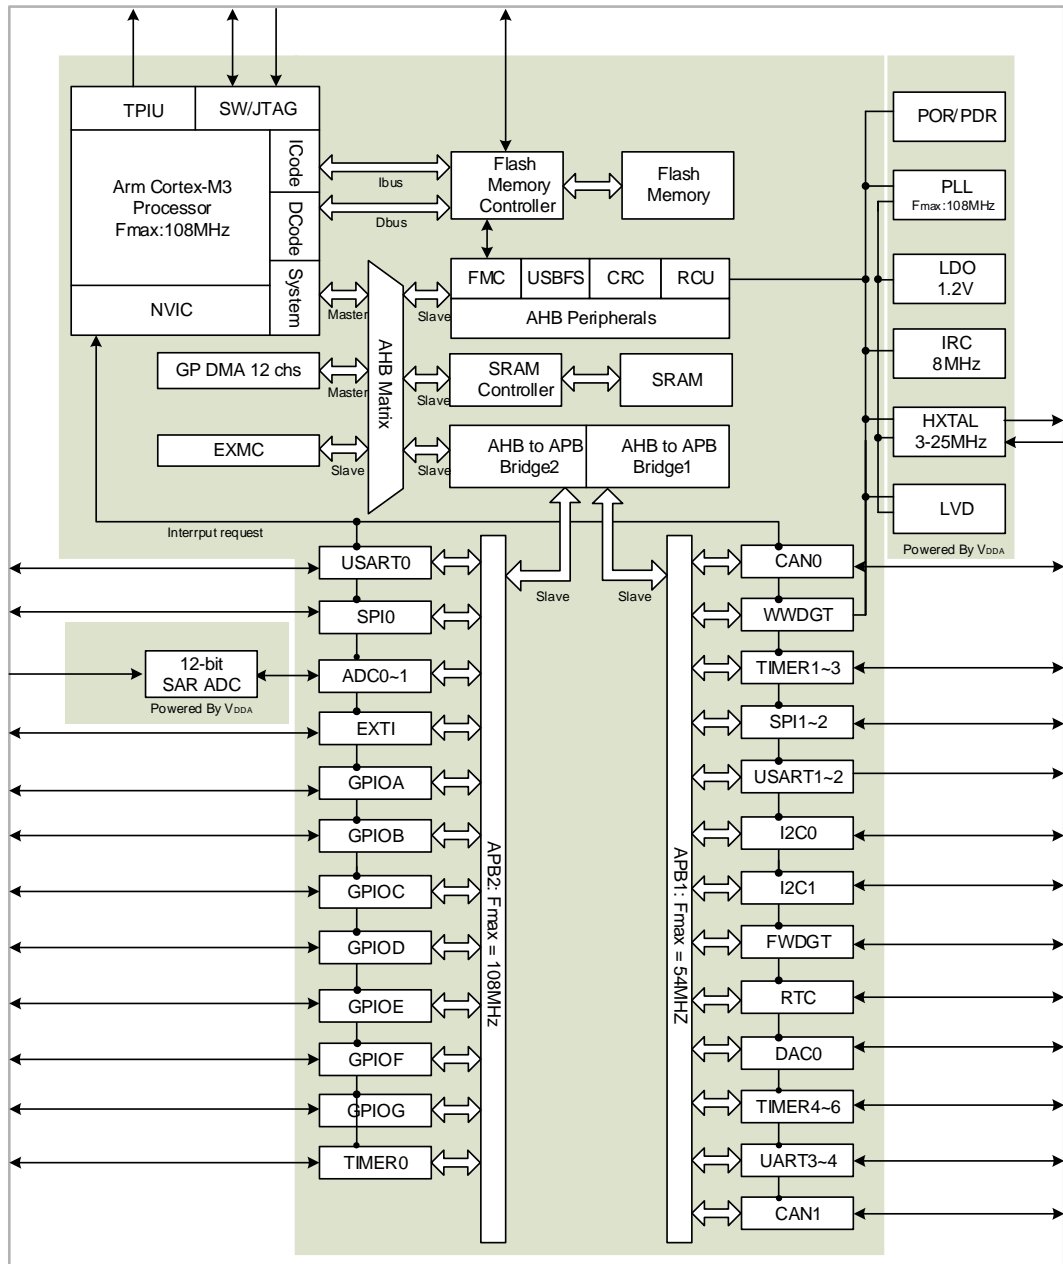 TPIU
SW/JTAG
ICode
DCode
System
Arm Cortex-M3
Processor
Fmax:108MHz
NVIC
Ibus
Dbus
Flash
Memory
Controller
Flash
Memory
FMC
USBFS
CRC
RCU
AHB Peripherals
Master
Slave
AHB Matrix
GP DMA 12 chs
Master
Slave
SRAM
Controller
SRAM
EXMC
Slave
Slave
AHB to APB
Bridge2
AHB to APB
Bridge1
POR/PDR
PLL
Fmax:108MHz
LDO
1.2V
IRC
8MHz
HXTAL
3-25MHz
LVD
Powered By VDDA
Interrput request
Slave
Slave
USART0
SPI0
12-bit
SAR ADC
Powered By VDDA
ADC0~1
EXTI
GPIOA
GPIOB
GPIOC
GPIOD
GPIOE
GPIOF
GPIOG
TIMER0
APB2: Fmax = 108MHz
APB1: Fmax = 54MHZ
CAN0
WWDGT
TIMER1~3
SPI1~2
USART1~2
I2C0
I2C1
FWDGT
RTC
DAC0
TIMER4~6
UART3~4
CAN1